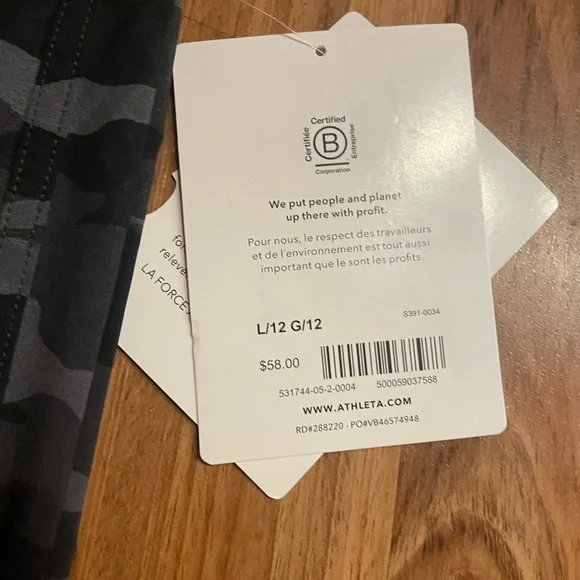 Certified
Certifiée
B
Entreprise
Corporation
We put people and planet
up there with profit.
Pour nous, le respect des travailleurs
et de l'environnement est tout aussi
important que le sont les profits.
for
releve
LA FORCE
S391-0034
L/12 G/12
$58.00
531744-05-2-0004 500059037588
WWW.ATHLETA.COM
RD#288220 - PO#VB46574948